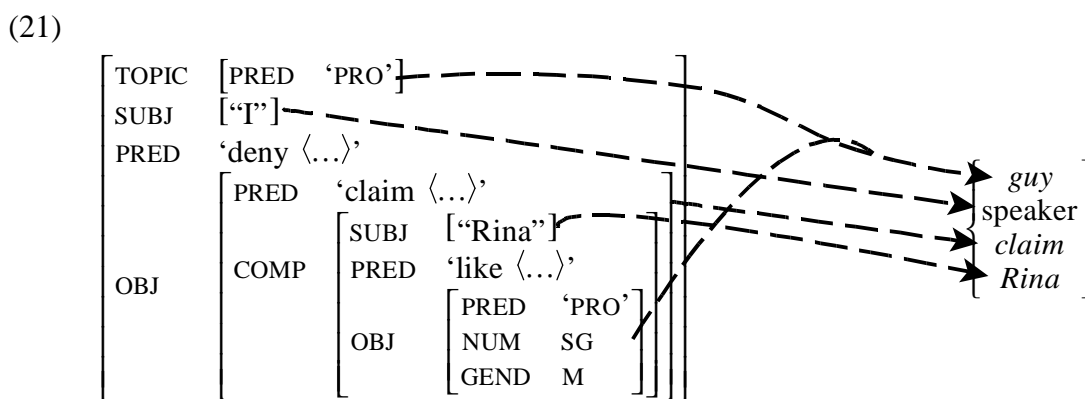 (21)
TOPIC [PRED ‘PRO’]
SUBJ [“I”]
PRED ‘deny ⟨…⟩’
guy
speaker
claim
Rina
PRED ‘claim ⟨…⟩’
SUBJ [“Rina”]
COMP PRED ‘like ⟨…⟩’
OBJ
PRED ‘PRO’
OBJ NUM SG
GEND M